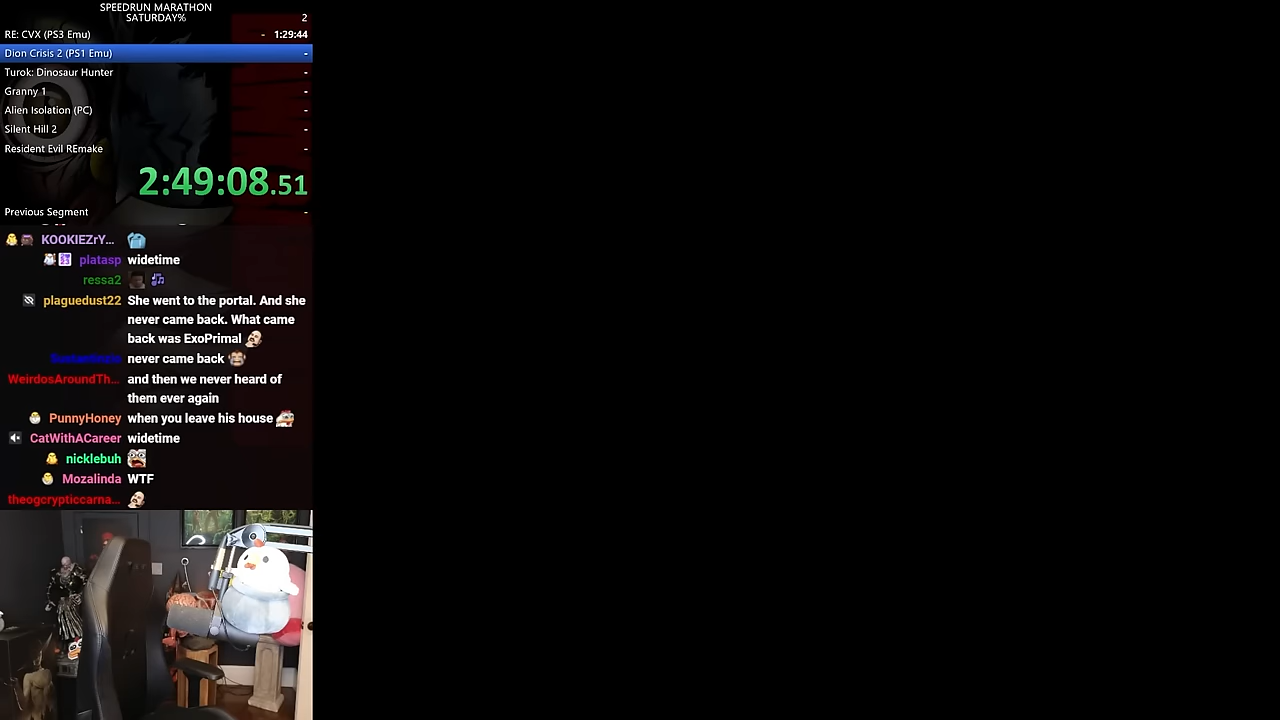 SPEEDRUN MARATHON
SATURDAY%
2
RE: CVX (PS3 Emu) - 1:29:44
Dion Crisis 2 (PS1 Emu) -
Turok: Dinosaur Hunter -
Granny 1 -
Alien Isolation (PC) -
Silent Hill 2 -
Resident Evil REmake -
2:49:08.51
Previous Segment -
KOOKIEZrY...
platasp widetime
ressa2
plaguedust22 She went to the portal. And she
never came back. What came
back was ExoPrimal
never came back
WeirdosAroundTh... and then we never heard of
them ever again
PunnyHoney when you leave his house
CatWithACareer widetime
nicklebuh
Mozalinda WTF
theogcrypticcarna...